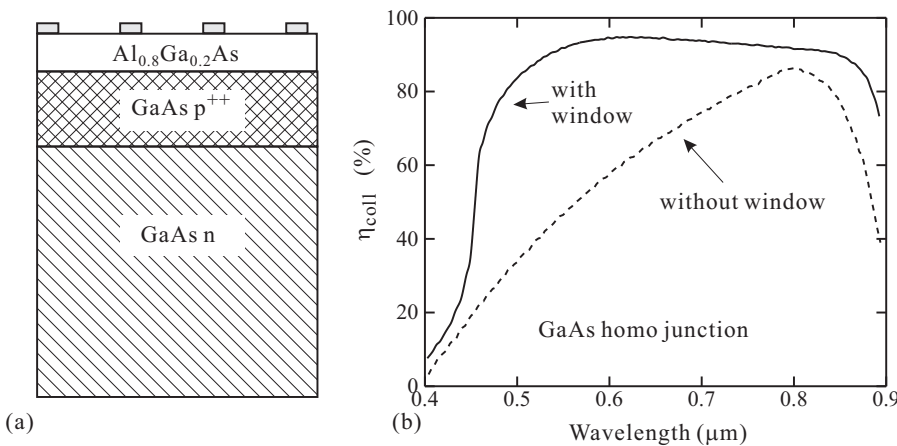 Al₀.₈Ga₀.₂As
GaAs p⁺⁺
GaAs n
(a)
100
80
60
40
20
0
η_coll (%)
with
window
without window
GaAs homo junction
0.4 0.5 0.6 0.7 0.8 0.9
Wavelength (μm)
(b)